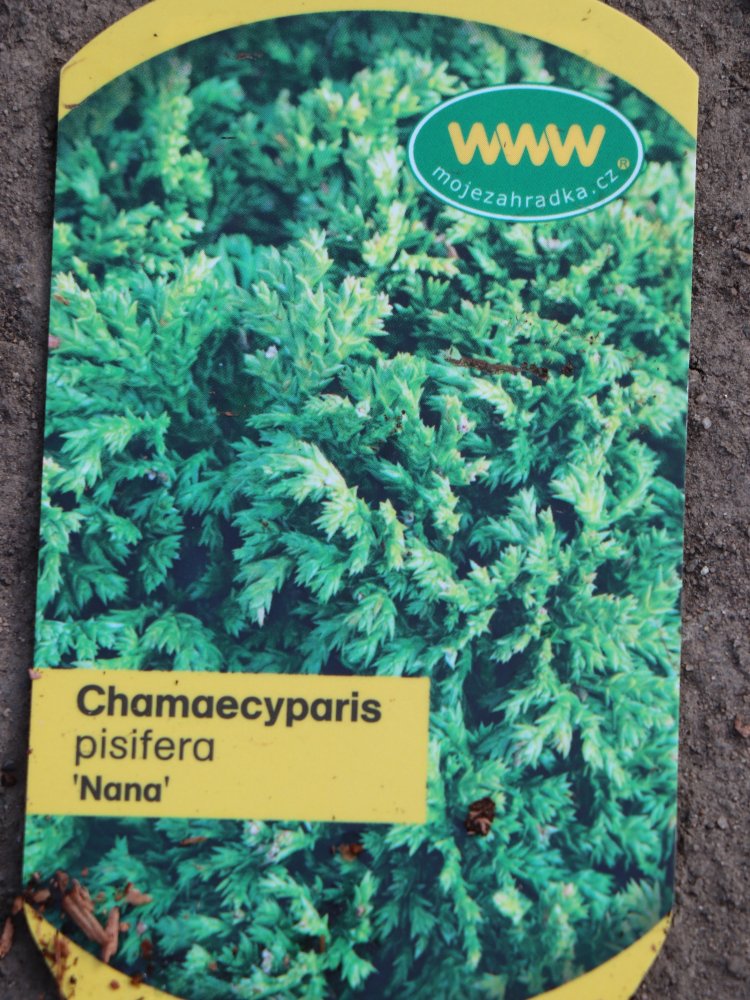 WWW
mojezahradka.cz®
Chamaecyparis
pisifera
'Nana'